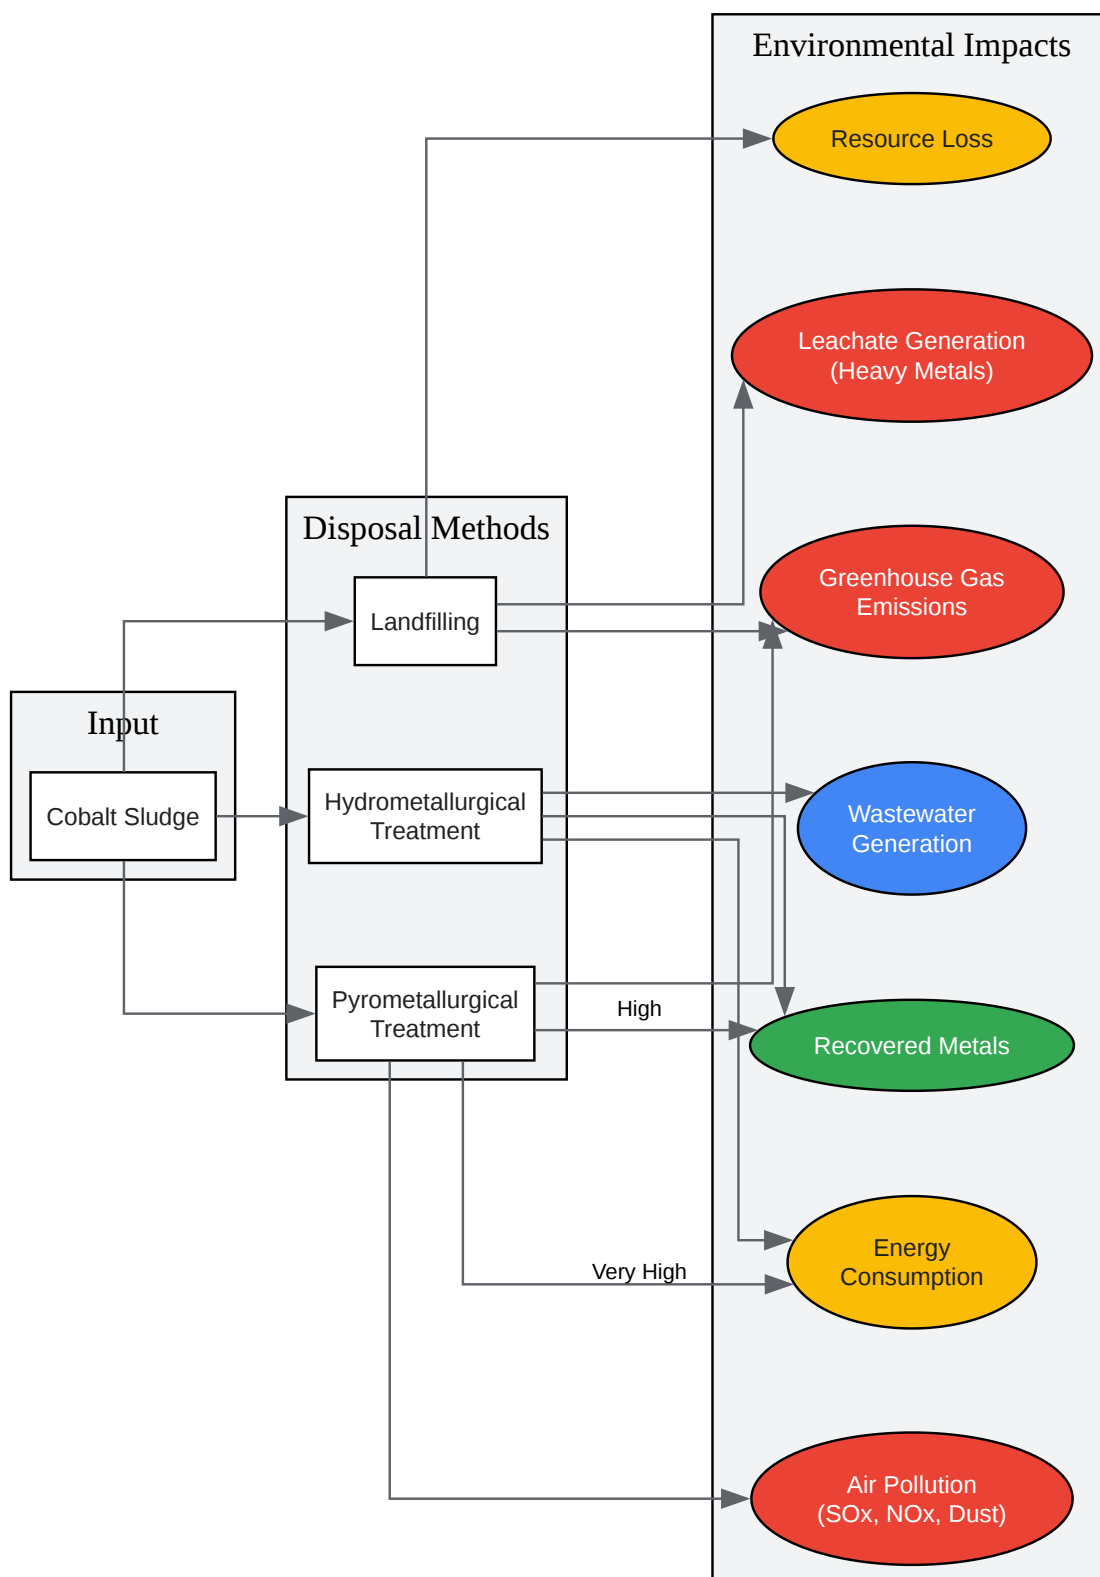 Environmental Impacts
Resource Loss
Leachate Generation
(Heavy Metals)
Disposal Methods
Greenhouse Gas
Emissions
Landfilling
Input
Cobalt Sludge
Hydrometallurgical
Treatment
Wastewater
Generation
Pyrometallurgical
Treatment
High
Recovered Metals
Energy
Consumption
Very High
Air Pollution
(SOx, NOx, Dust)